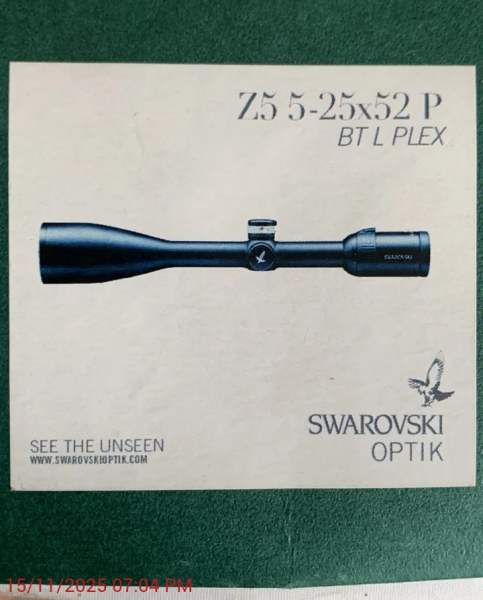 Z5 5-25x52 P
BT L PLEX
SWAROVSKI
SWAROVSKI
OPTIK
SEE THE UNSEEN
WWW.SWAROVSKIOPTIK.COM
15/11/2025 07:04 PM